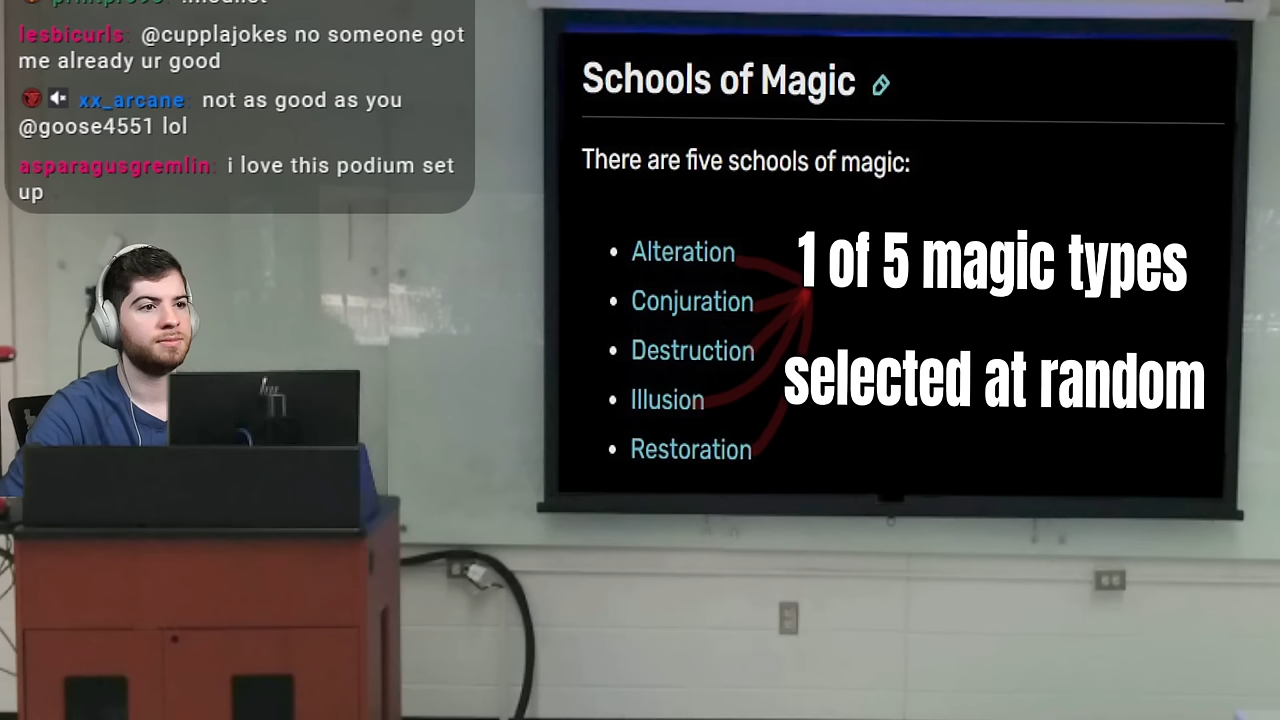 lesbicurls: @cupplajokes no someone got
me already ur good
xx_arcane: not as good as you
@goose4551 lol
asparagusgremlin: i love this podium set
up
Schools of Magic
There are five schools of magic:
• Alteration
• Conjuration
• Destruction
• Illusion
• Restoration
1 of 5 magic types
selected at random